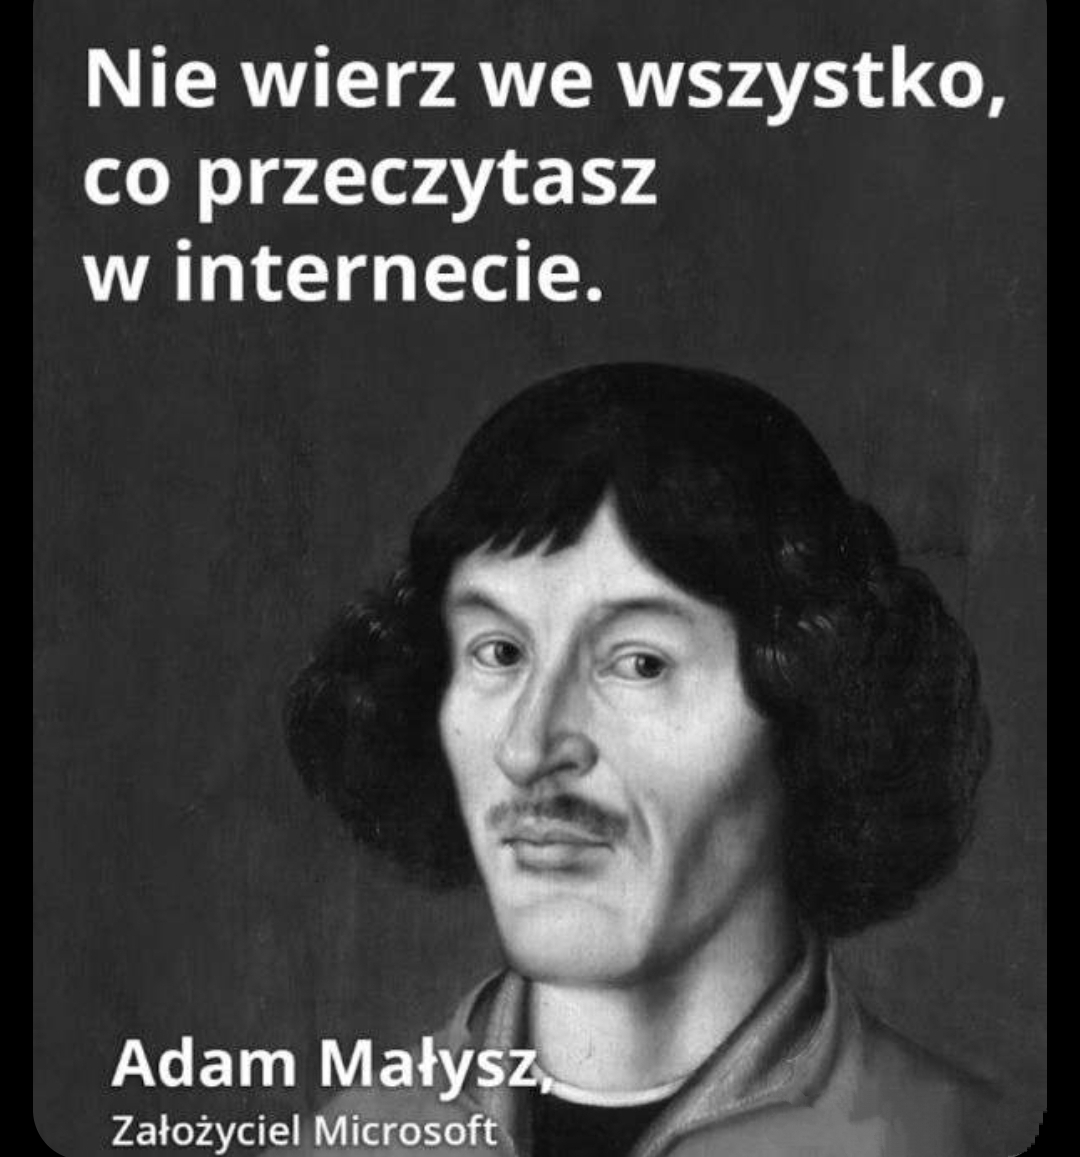 Nie wierz we wszystko,
co przeczytasz
w internecie.
Adam Małysz,
Założyciel Microsoft